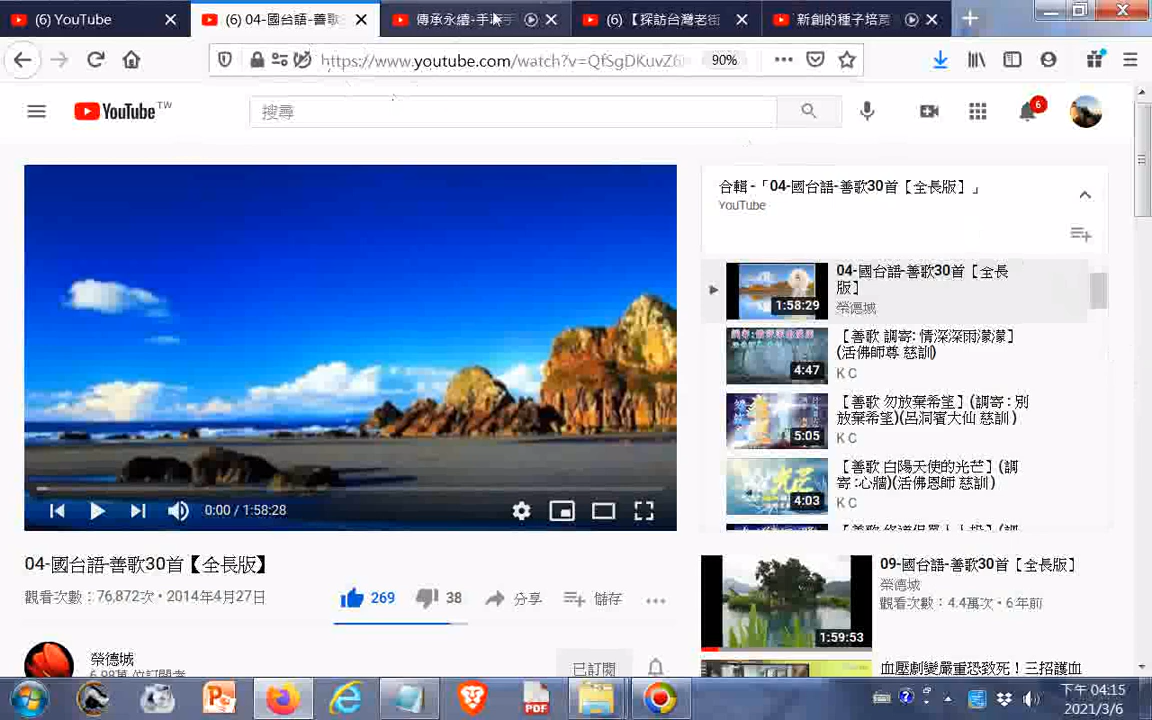 (6) YouTube
(6) 04-國台語-善歌
傳承永續-手
(6)【探訪台灣老街
新創的種子培育
https://www.youtube.com/watch?v=QfSgDKuvZ6
90%
YouTube TW
搜尋
6
合輯 -「04-國台語-善歌30首【全長版】」
YouTube
04-國台語-善歌30首【全長
版】
榮德城
1:58:29
【善歌 調寄: 情深深雨濛濛】
(活佛師尊 慈訓)
K C
4:47
【善歌 勿放棄希望】(調寄 : 別
放棄希望)(呂洞賓大仙 慈訓 )
K C
5:05
【善歌 白陽天使的光芒】(調
寄 :心牆)(活佛恩師 慈訓 )
K C
4:03
0:00 / 1:58:28
04-國台語-善歌30首【全長版】
觀看次數：76,872次 • 2014年4月27日
269
38
分享
儲存
榮德城
已訂閱
09-國台語-善歌30首【全長版】
榮德城
觀看次數：4.4萬次 • 6 年前
1:59:53
血壓劇變嚴重恐致死！三招護血
PDF
下午 04:15
2021/3/6